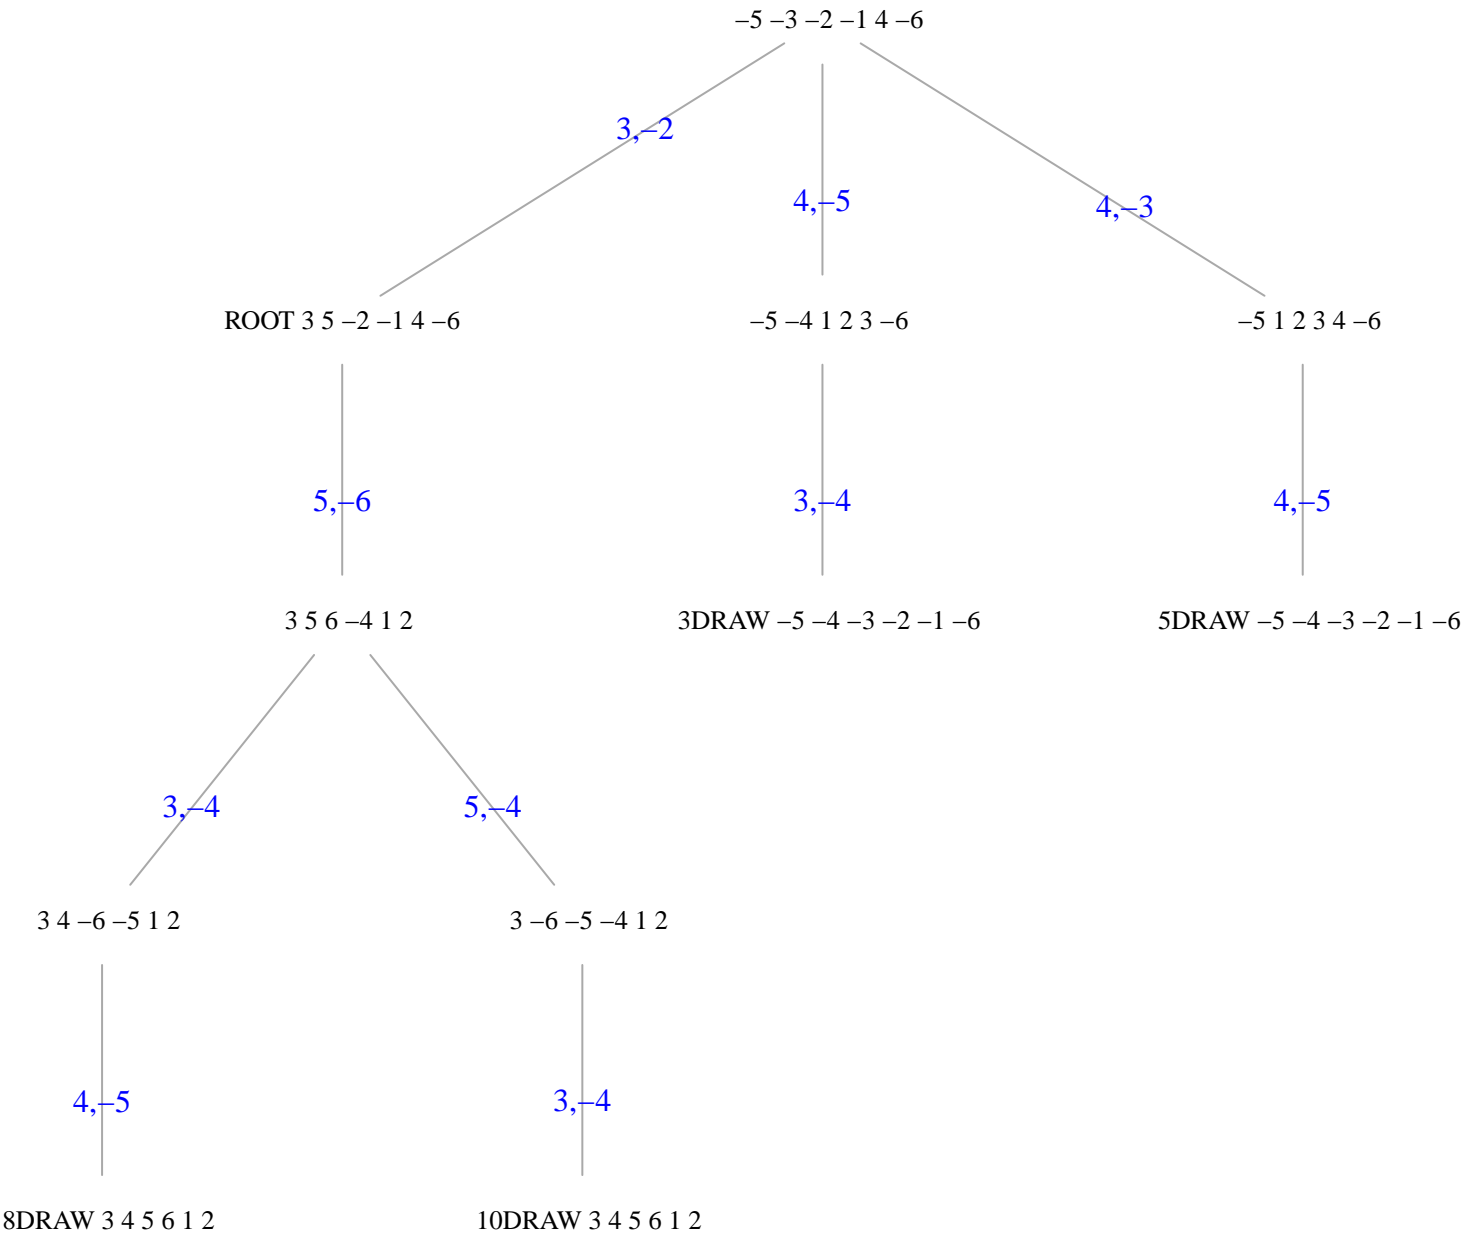 –5 –3 –2 –1 4 –6
3,–2
4,–5
4,–3
ROOT 3 5 –2 –1 4 –6
–5 –4 1 2 3 –6
–5 1 2 3 4 –6
5,–6
3,–4
4,–5
3 5 6 –4 1 2
3DRAW –5 –4 –3 –2 –1 –6
5DRAW –5 –4 –3 –2 –1 –6
3,–4
5,–4
3 4 –6 –5 1 2
3 –6 –5 –4 1 2
4,–5
3,–4
8DRAW 3 4 5 6 1 2
10DRAW 3 4 5 6 1 2